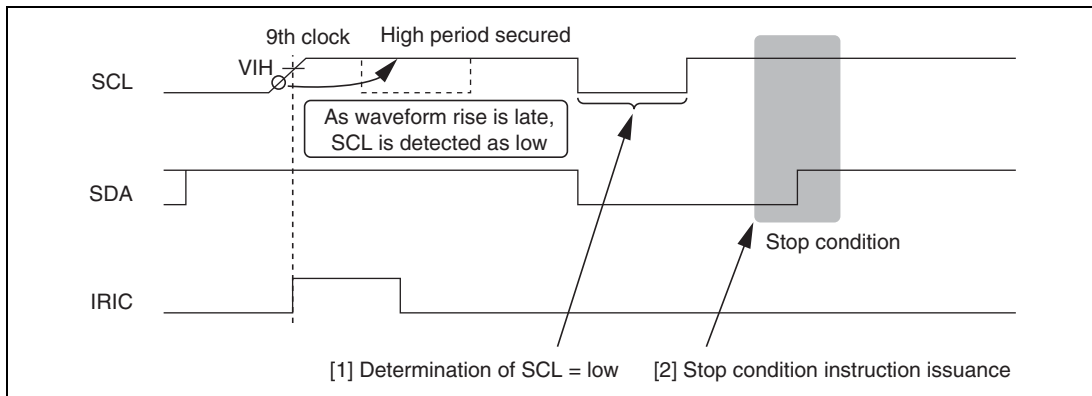 9th clock
High period secured
VIH
SCL
As waveform rise is late,
SCL is detected as low
SDA
Stop condition
IRIC
[1] Determination of SCL = low
[2] Stop condition instruction issuance